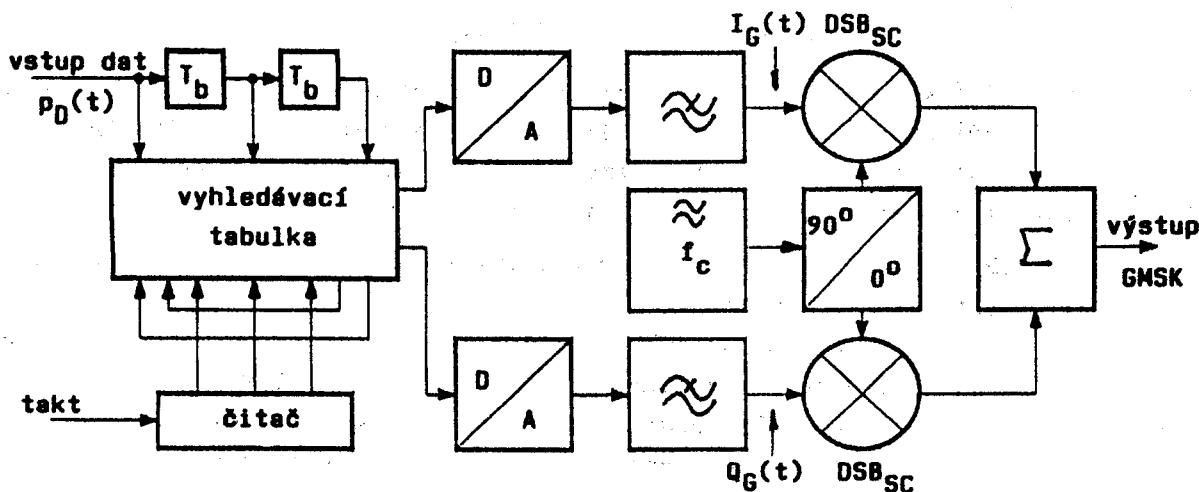 vstup dat
p_D(t)
T_b
T_b
D
A
I_G(t) DSB_SC
vyhledávací
tabulka
f_c
90°
0°
Σ
výstup
GMSK
takt
čitač
D
A
Q_G(t) DSB_SC